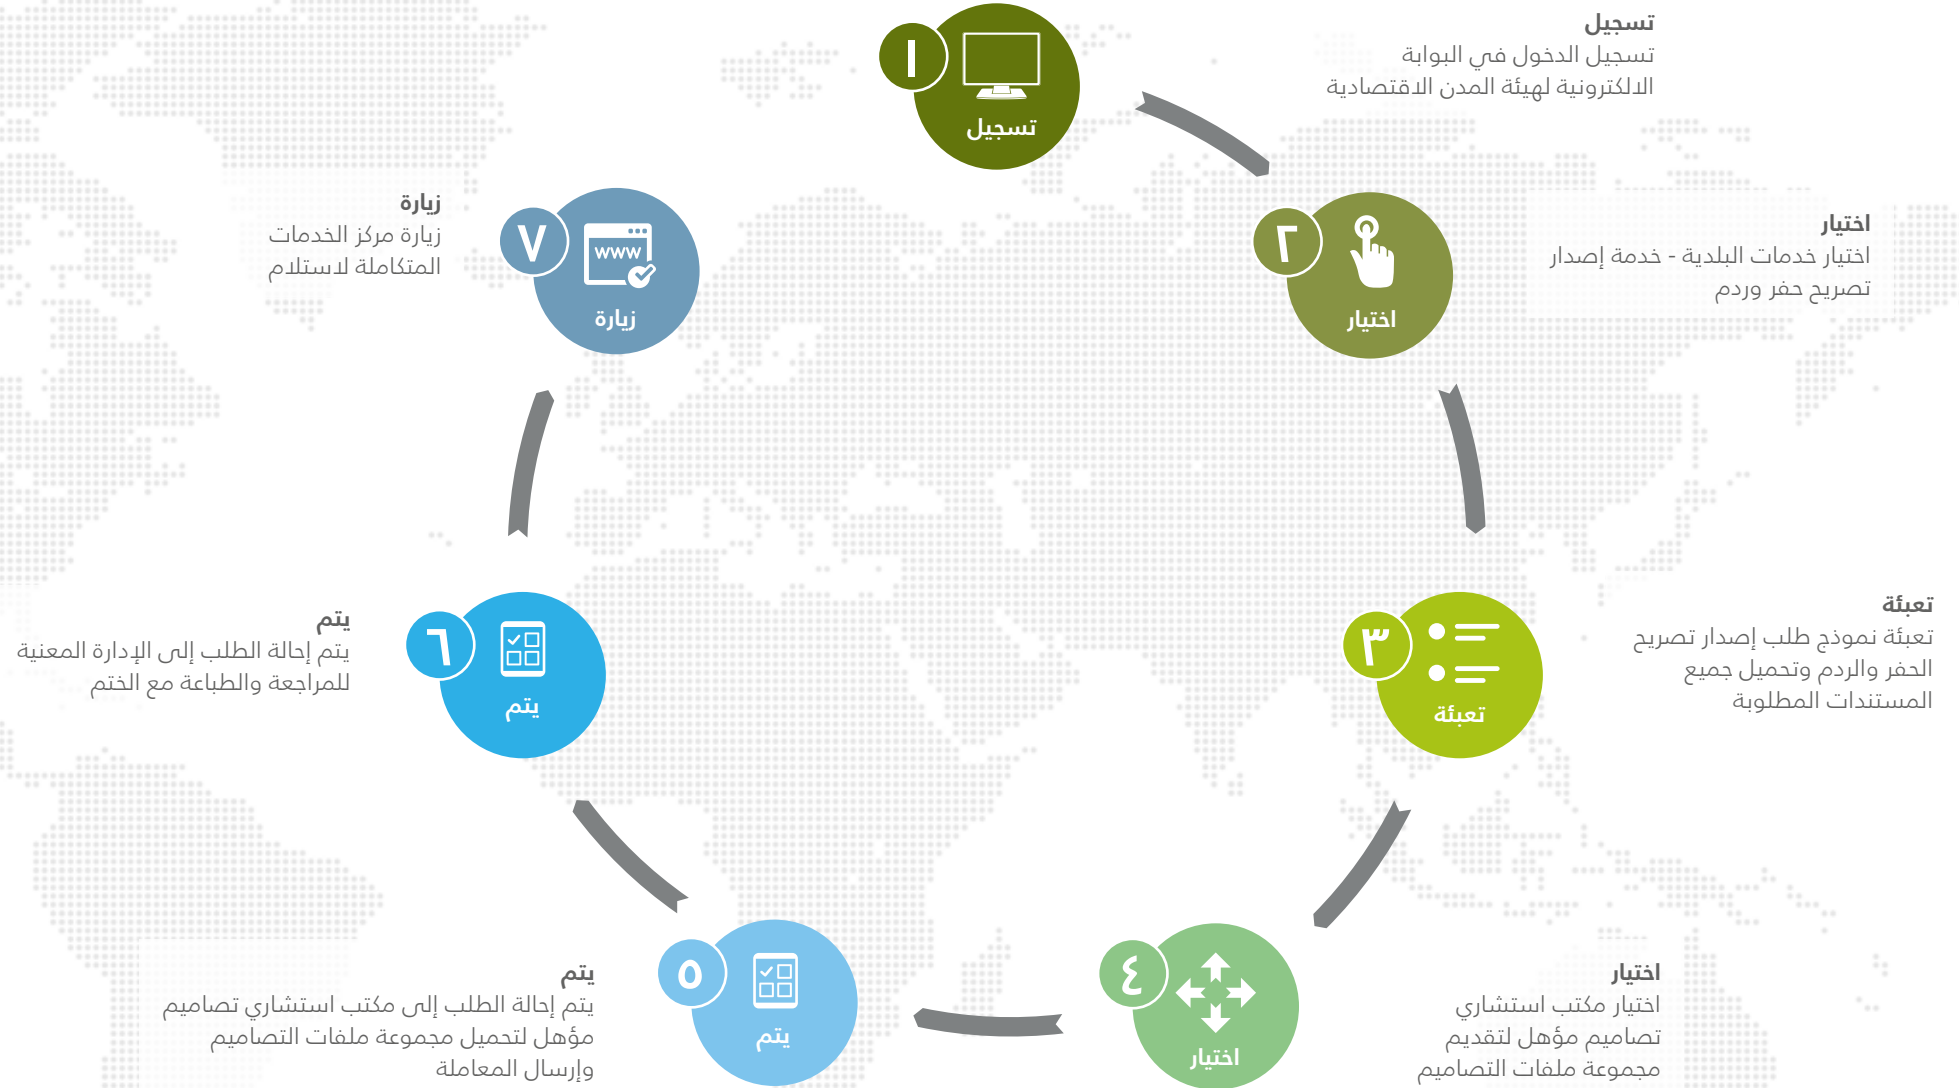 ١
تسجيل
تسجيل
تسجيل الدخول في البوابة
الالكترونية لهيئة المدن الاقتصادية
٢
اختيار
اختيار
اختيار خدمات البلدية - خدمة إصدار
تصريح حفر وردم
٣
تعبئة
تعبئة
تعبئة نموذج طلب إصدار تصريح
الحفر والردم وتحميل جميع
المستندات المطلوبة
٤
اختيار
اختيار
اختيار مكتب استشاري
تصاميم مؤهل لتقديم
مجموعة ملفات التصاميم
٥
يتم
يتم
يتم إحالة الطلب إلى مكتب استشاري تصاميم
مؤهل لتحميل مجموعة ملفات التصاميم
وإرسال المعاملة
٦
يتم
يتم
يتم إحالة الطلب إلى الإدارة المعنية
للمراجعة والطباعة مع الختم
٧
www
زيارة
زيارة
زيارة مركز الخدمات
المتكاملة لاستلام